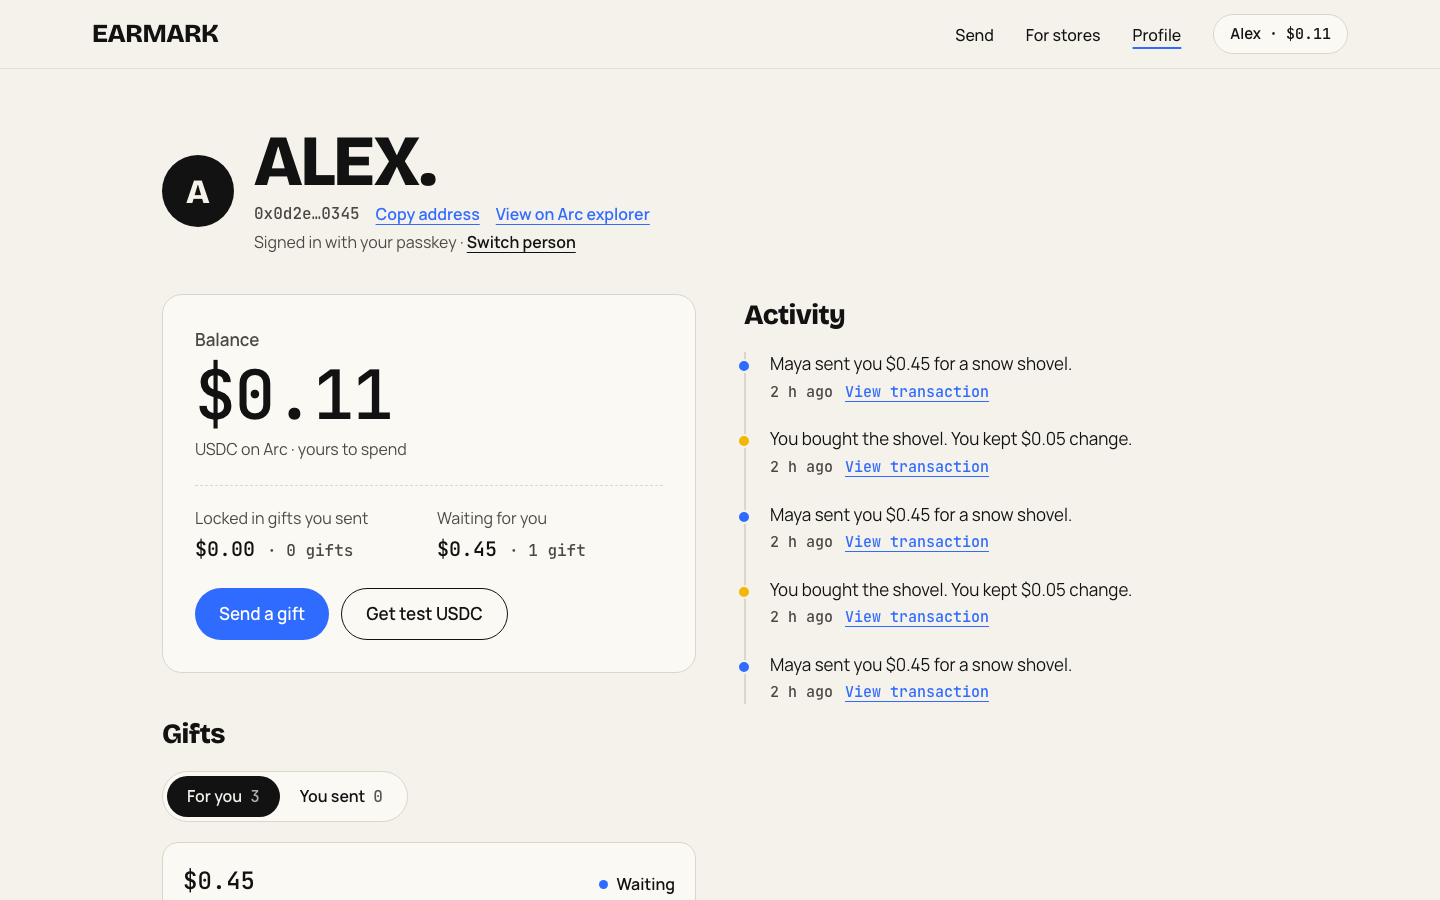 EARMARK
Send
For stores
Profile
Alex · $0.11
A
ALEX.
0x0d2e…0345 Copy address View on Arc explorer
Signed in with your passkey · Switch person
Balance
$0.11
USDC on Arc · yours to spend
Locked in gifts you sent
$0.00 · 0 gifts
Waiting for you
$0.45 · 1 gift
Send a gift
Get test USDC
Gifts
For you 3
You sent 0
$0.45
Waiting
Activity
Maya sent you $0.45 for a snow shovel.
2 h ago View transaction
You bought the shovel. You kept $0.05 change.
2 h ago View transaction
Maya sent you $0.45 for a snow shovel.
2 h ago View transaction
You bought the shovel. You kept $0.05 change.
2 h ago View transaction
Maya sent you $0.45 for a snow shovel.
2 h ago View transaction